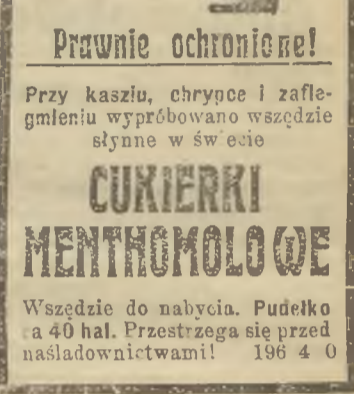 Prawnie ochronione!
Przy kaszlu, chrypce i zafle-
gmieniu wypróbowano wszędzie
słynne w świecie
CUKIERKI
MENTHOMOLOWE
Wszędzie do nabycia. Pudełko
a 40 hal. Przestrzega się przed
naśladownictwami! 196 4 0